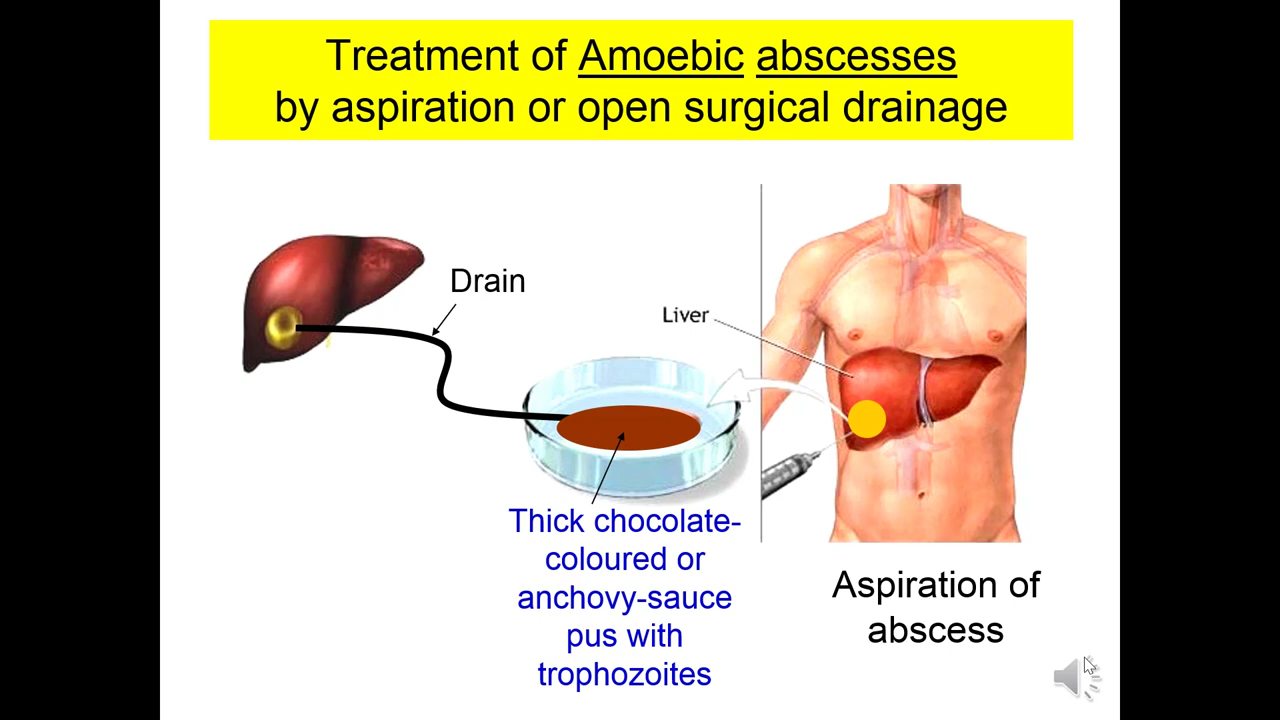 Treatment of Amoebic abscesses
by aspiration or open surgical drainage
Drain
Liver
Thick chocolate-
coloured or
anchovy-sauce
pus with
trophozoites
Aspiration of
abscess